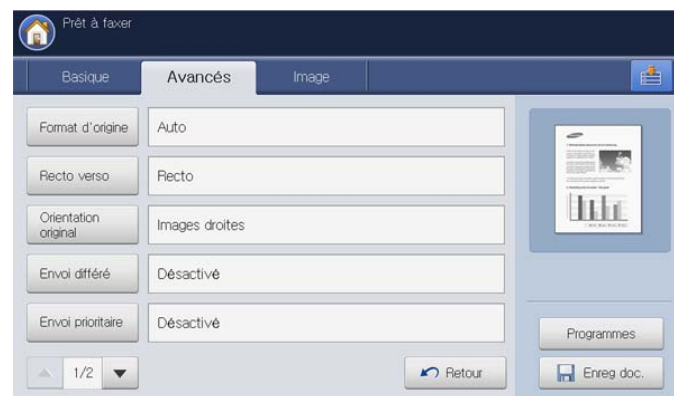 Prêt à faxer
Basique
Avancés
Image
Format d'origine
Auto
Recto verso
Recto
Orientation
original
Images droites
Envoi différé
Désactivé
Envoi prioritaire
Désactivé
1/2
Retour
Programmes
Enreg doc.